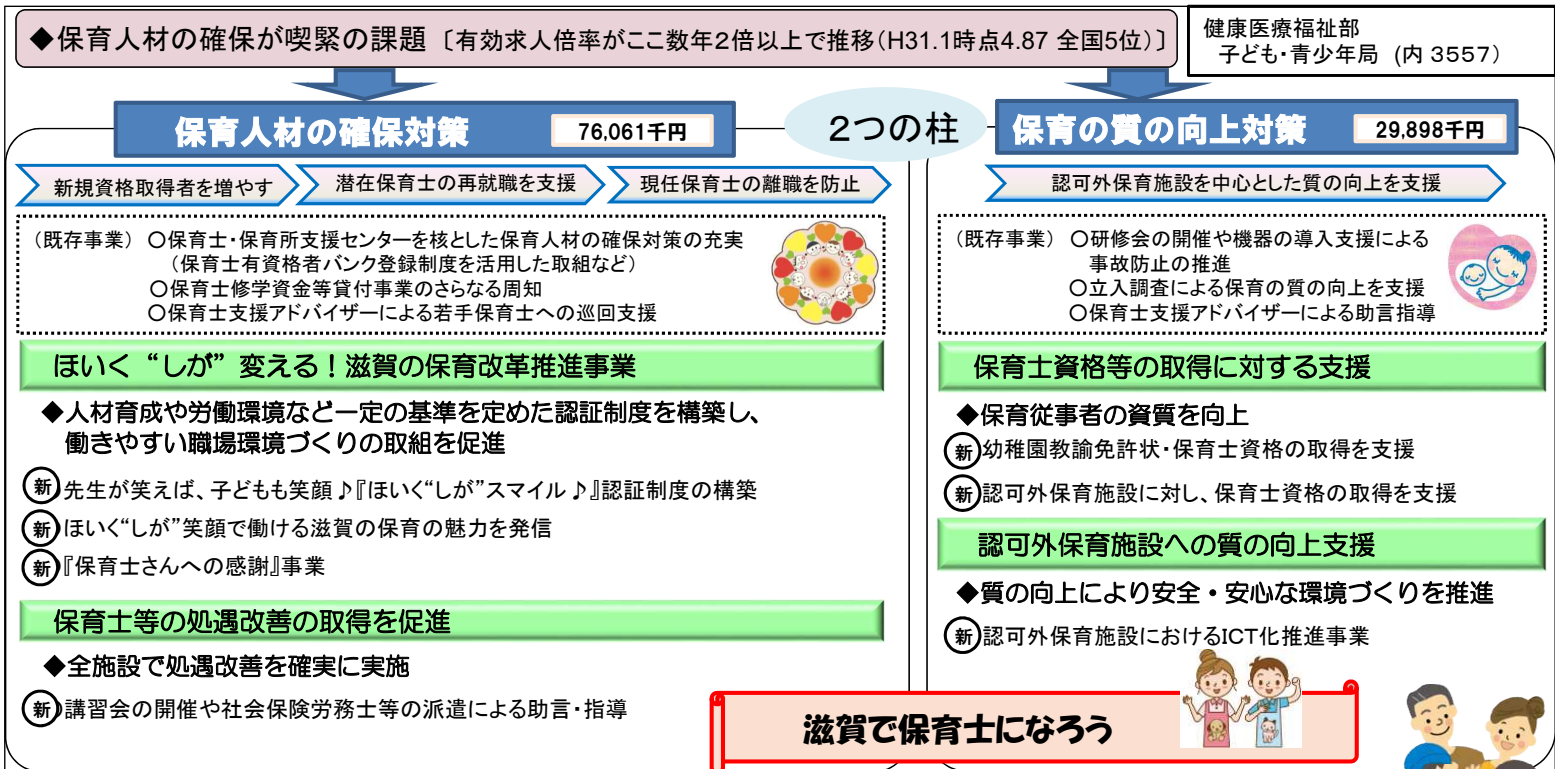 ◆保育人材の確保が喫緊の課題〔有効求人倍率がここ数年2倍以上で推移(H31.1時点4.87 全国5位)〕
健康医療福祉部
子ども・青少年局 (内 3557)
2つの柱
保育人材の確保対策 76,061千円
新規資格取得者を増やす
潜在保育士の再就職を支援
現任保育士の離職を防止
(既存事業) ○保育士・保育所支援センターを核とした保育人材の確保対策の充実
(保育士有資格者バンク登録制度を活用した取組など)
○保育士修学資金等貸付事業のさらなる周知
○保育士支援アドバイザーによる若手保育士への巡回支援
ほいく“しが”変える!滋賀の保育改革推進事業
◆人材育成や労働環境など一定の基準を定めた認証制度を構築し、
働きやすい職場環境づくりの取組を促進
新 先生が笑えば、子どもも笑顔♪『ほいく“しが”スマイル♪』認証制度の構築
新 ほいく“しが”笑顔で働ける滋賀の保育の魅力を発信
新 『保育士さんへの感謝』事業
保育士等の処遇改善の取得を促進
◆全施設で処遇改善を確実に実施
新 講習会の開催や社会保険労務士等の派遣による助言・指導
保育の質の向上対策 29,898千円
認可外保育施設を中心とした質の向上を支援
(既存事業) ○研修会の開催や機器の導入支援による
事故防止の推進
○立入調査による保育の質の向上を支援
○保育士支援アドバイザーによる助言指導
保育士資格等の取得に対する支援
◆保育従事者の資質を向上
新 幼稚園教諭免許状・保育士資格の取得を支援
新 認可外保育施設に対し、保育士資格の取得を支援
認可外保育施設への質の向上支援
◆質の向上により安全・安心な環境づくりを推進
新 認可外保育施設におけるICT化推進事業
滋賀で保育士になろう